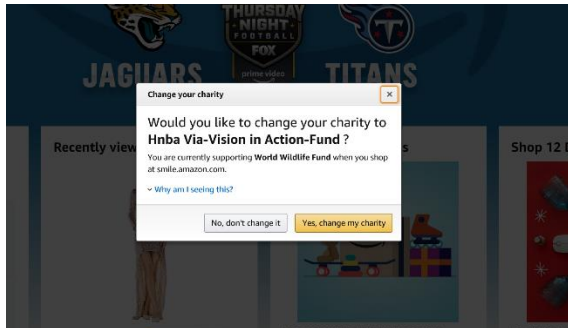 THURSDAY
NIGHT
FOOTBALL
FOX
prime video
JAGUARS
TITANS
Change your charity
×
Would you like to change your charity to
Hnba Via-Vision in Action-Fund ?
You are currently supporting World Wildlife Fund when you shop
at smile.amazon.com.
Why am I seeing this?
No, don't change it
Yes, change my charity
Recently view
s
Shop 12